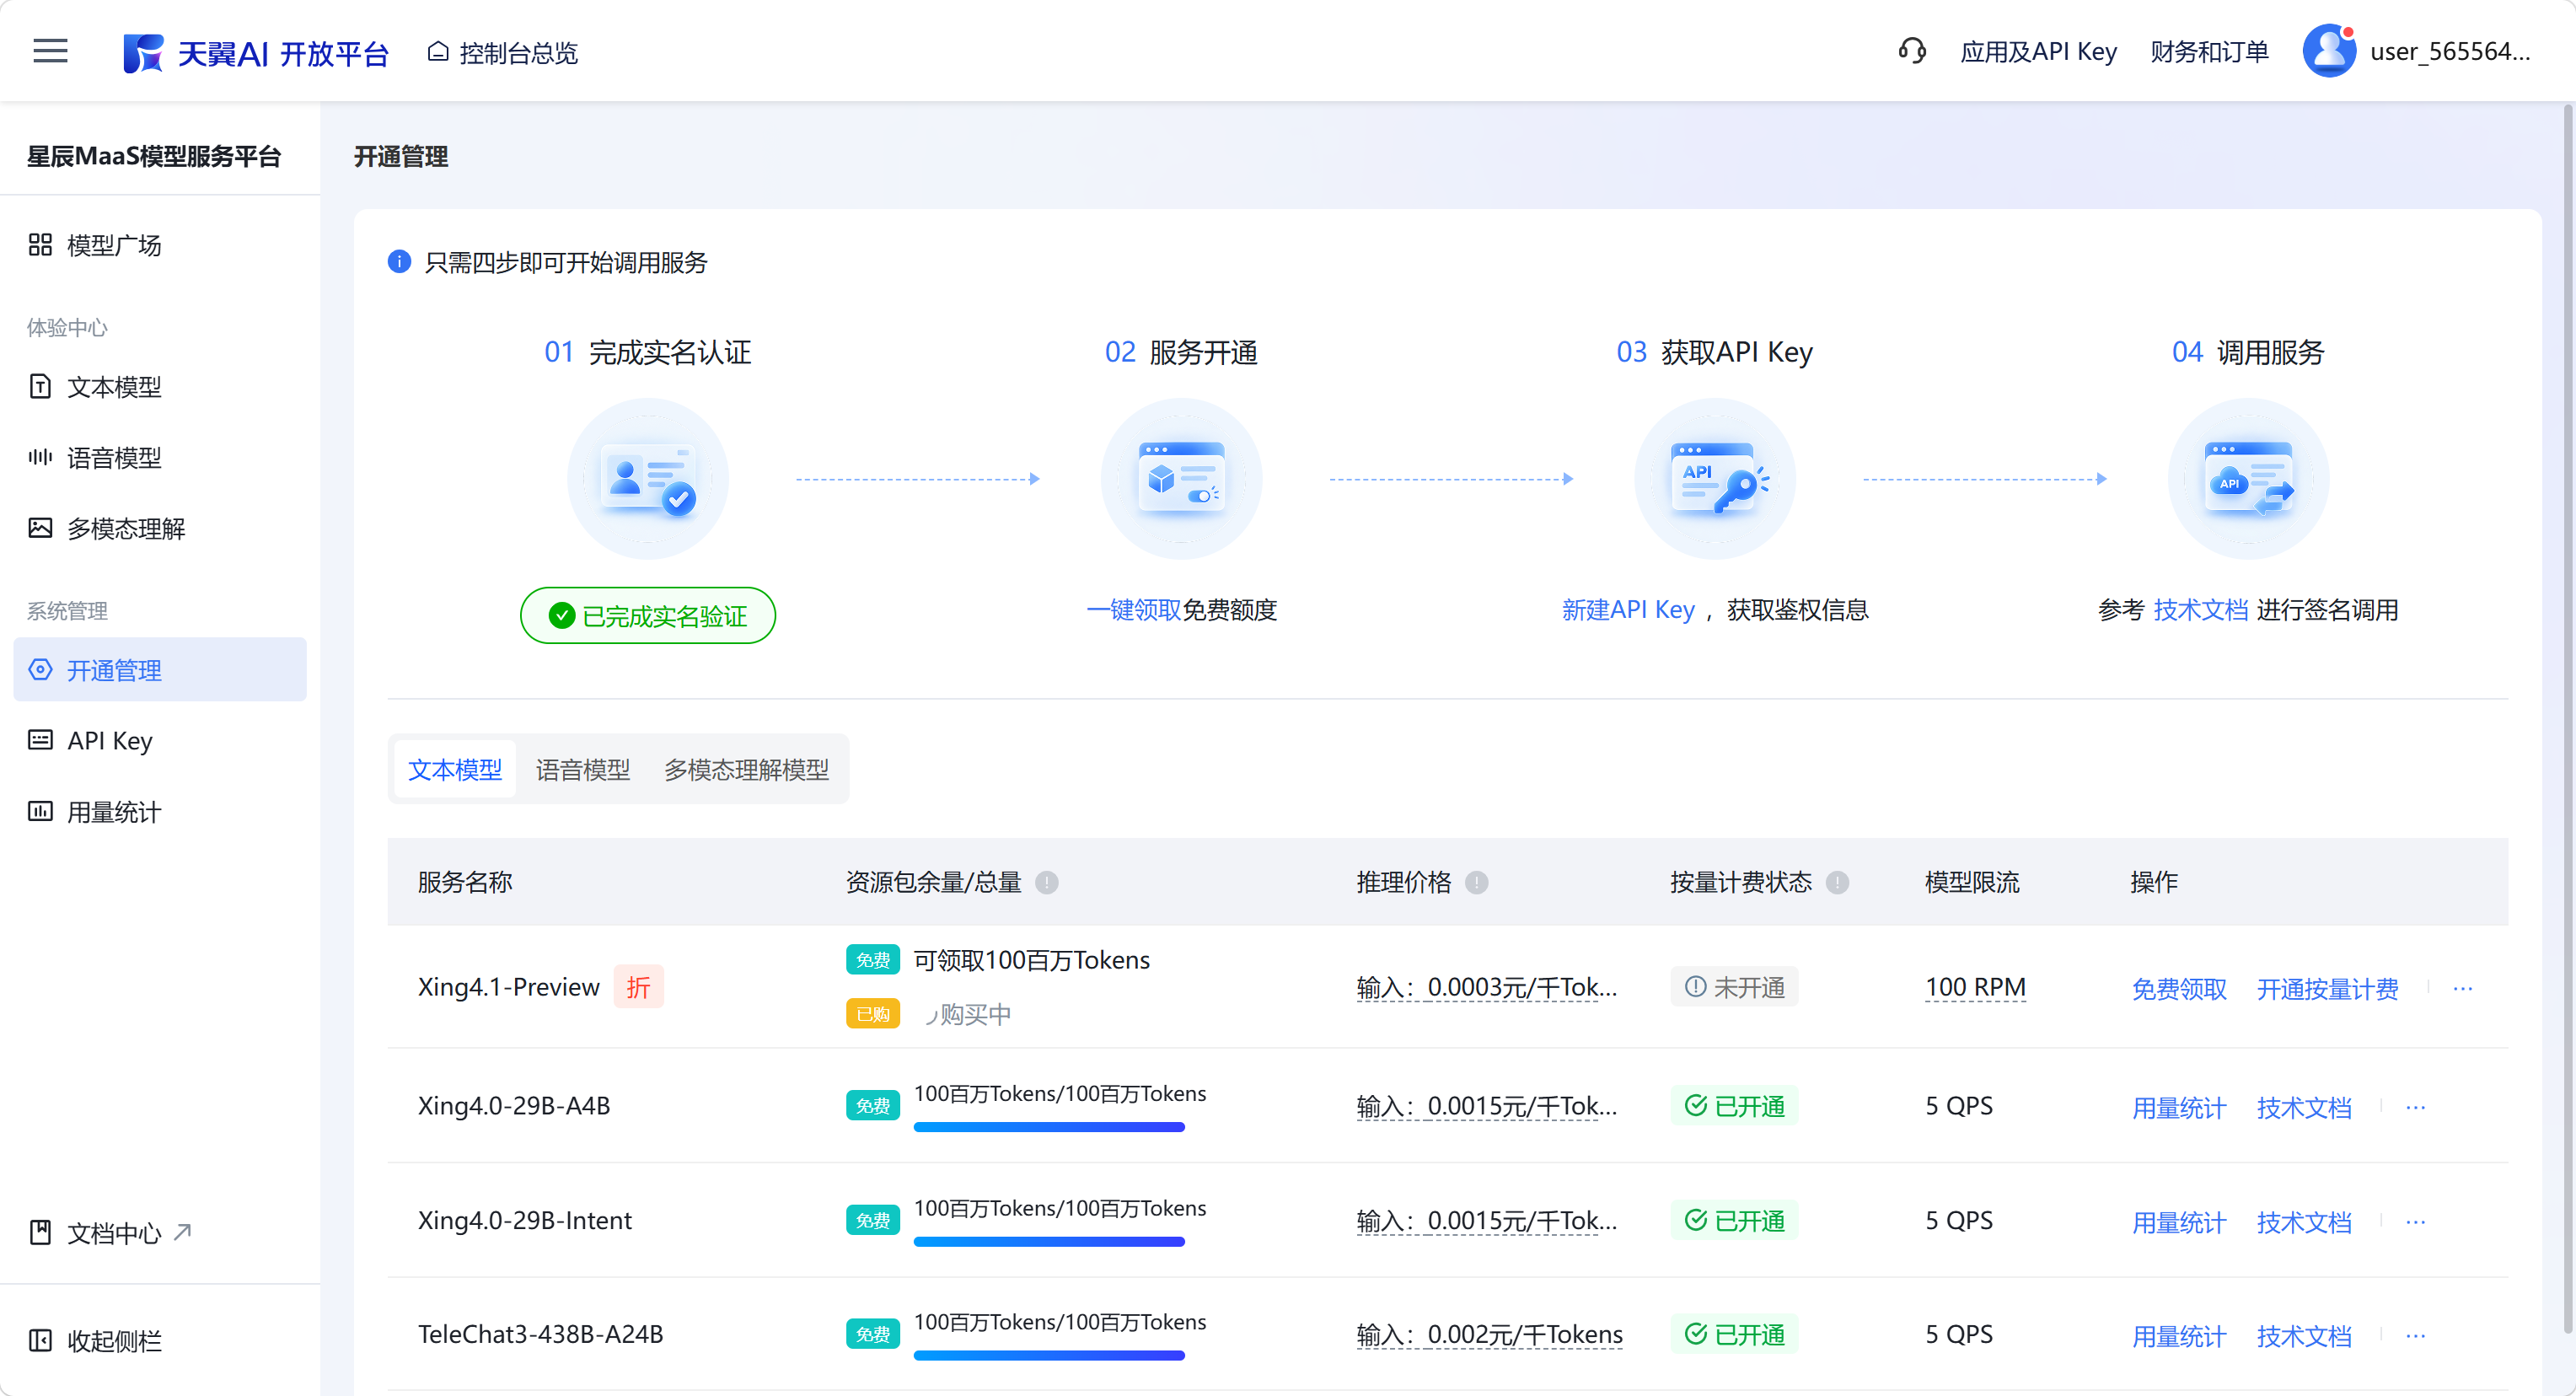 天翼AI 开放平台
控制台总览
应用及API Key
财务和订单
user_565564...
星辰MaaS模型服务平台
模型广场
体验中心
文本模型
语音模型
多模态理解
系统管理
开通管理
API Key
用量统计
文档中心
收起侧栏
开通管理
只需四步即可开始调用服务
01 完成实名认证
02 服务开通
03 获取API Key
04 调用服务
API
API
已完成实名验证
一键领取免费额度
新建API Key ，获取鉴权信息
参考 技术文档 进行签名调用
文本模型 语音模型 多模态理解模型
服务名称 资源包余量/总量 推理价格 按量计费状态 模型限流 操作
Xing4.1-Preview 折
免费 可领取100百万Tokens
已购 购买中
输入：0.0003元/千Tok...
未开通
100 RPM
免费领取 开通按量计费 ...
Xing4.0-29B-A4B
免费 100百万Tokens/100百万Tokens
输入：0.0015元/千Tok...
已开通
5 QPS
用量统计 技术文档 ...
Xing4.0-29B-Intent
免费 100百万Tokens/100百万Tokens
输入：0.0015元/千Tok...
已开通
5 QPS
用量统计 技术文档 ...
TeleChat3-438B-A24B
免费 100百万Tokens/100百万Tokens
输入：0.002元/千Tokens
已开通
5 QPS
用量统计 技术文档 ...